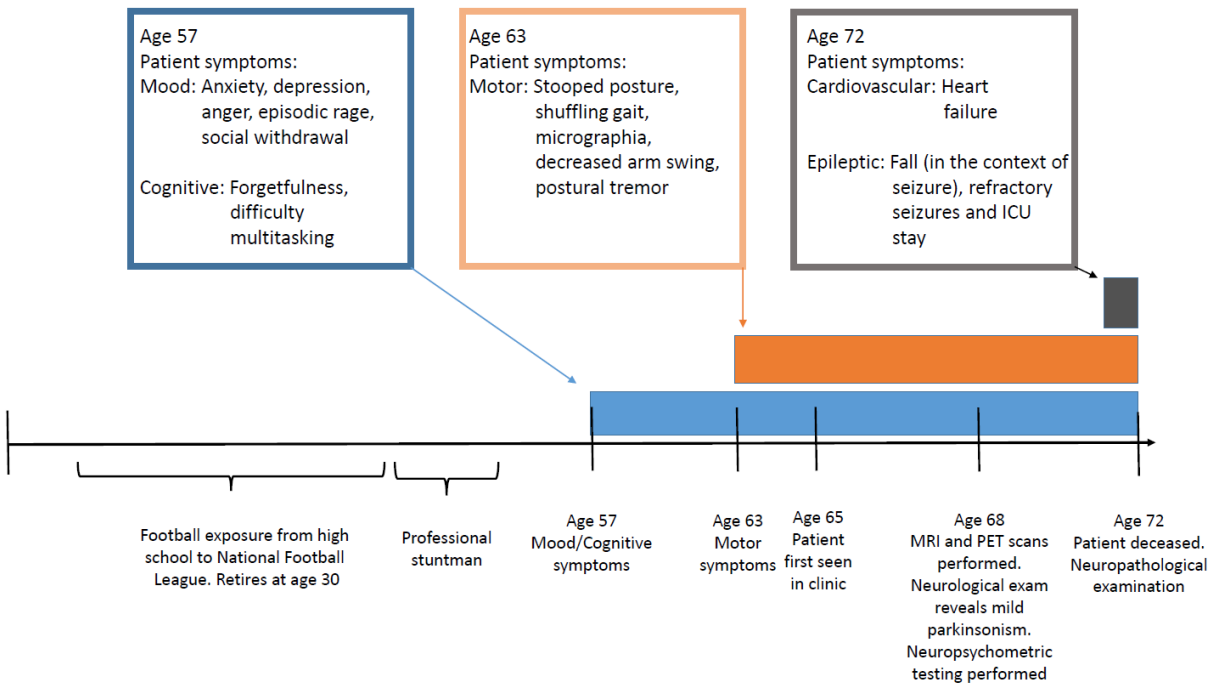 Age 57
Patient symptoms:
Mood: Anxiety, depression,
anger, episodic rage,
social withdrawal
Cognitive: Forgetfulness,
difficulty
multitasking
Age 63
Patient symptoms:
Motor: Stooped posture,
shuffling gait,
micrographia,
decreased arm swing,
postural tremor
Age 72
Patient symptoms:
Cardiovascular: Heart
failure
Epileptic: Fall (in the context of
seizure), refractory
seizures and ICU
stay
Football exposure from high
school to National Football
League. Retires at age 30
Professional
stuntman
Age 57
Mood/Cognitive
symptoms
Age 63
Motor
symptoms
Age 65
Patient
first seen
in clinic
Age 68
MRI and PET scans
performed.
Neurological exam
reveals mild
parkinsonism.
Neuropsychometric
testing performed
Age 72
Patient deceased.
Neuropathological
examination